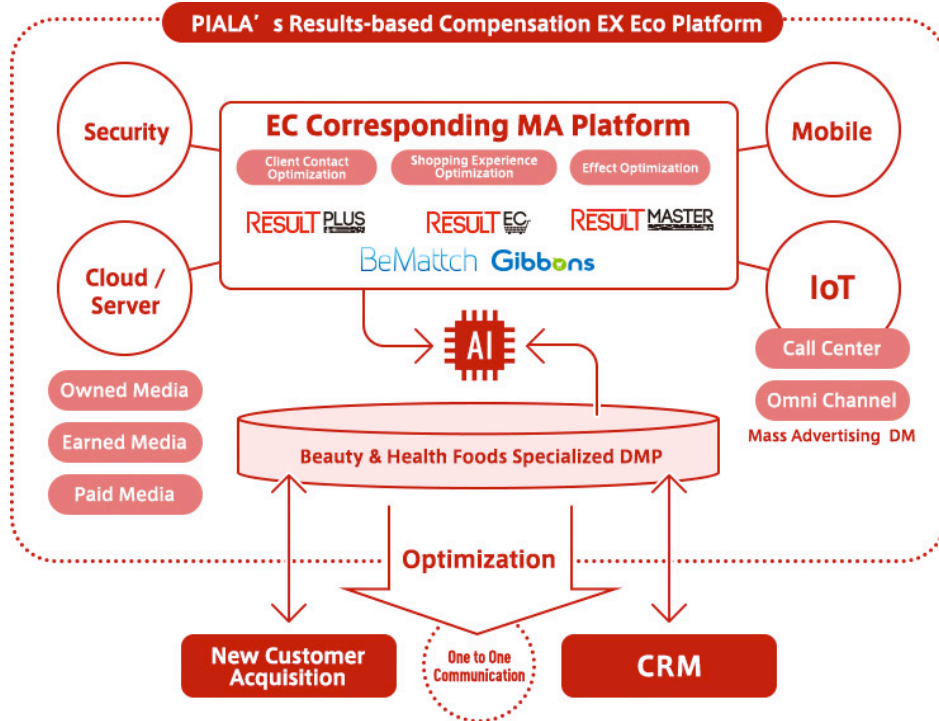 PIALA's Results-based Compensation EX Eco Platform
Security
Mobile
EC Corresponding MA Platform
Client Contact
Optimization
Shopping Experience
Optimization
Effect Optimization
RESULT PLUS
RESULT EC
RESULT MASTER
BeMattch Gibbons
Cloud /
Server
IoT
AI
Call Center
Omni Channel
Mass Advertising DM
Owned Media
Earned Media
Paid Media
Beauty & Health Foods Specialized DMP
Optimization
New Customer
Acquisition
One to One
Communication
CRM